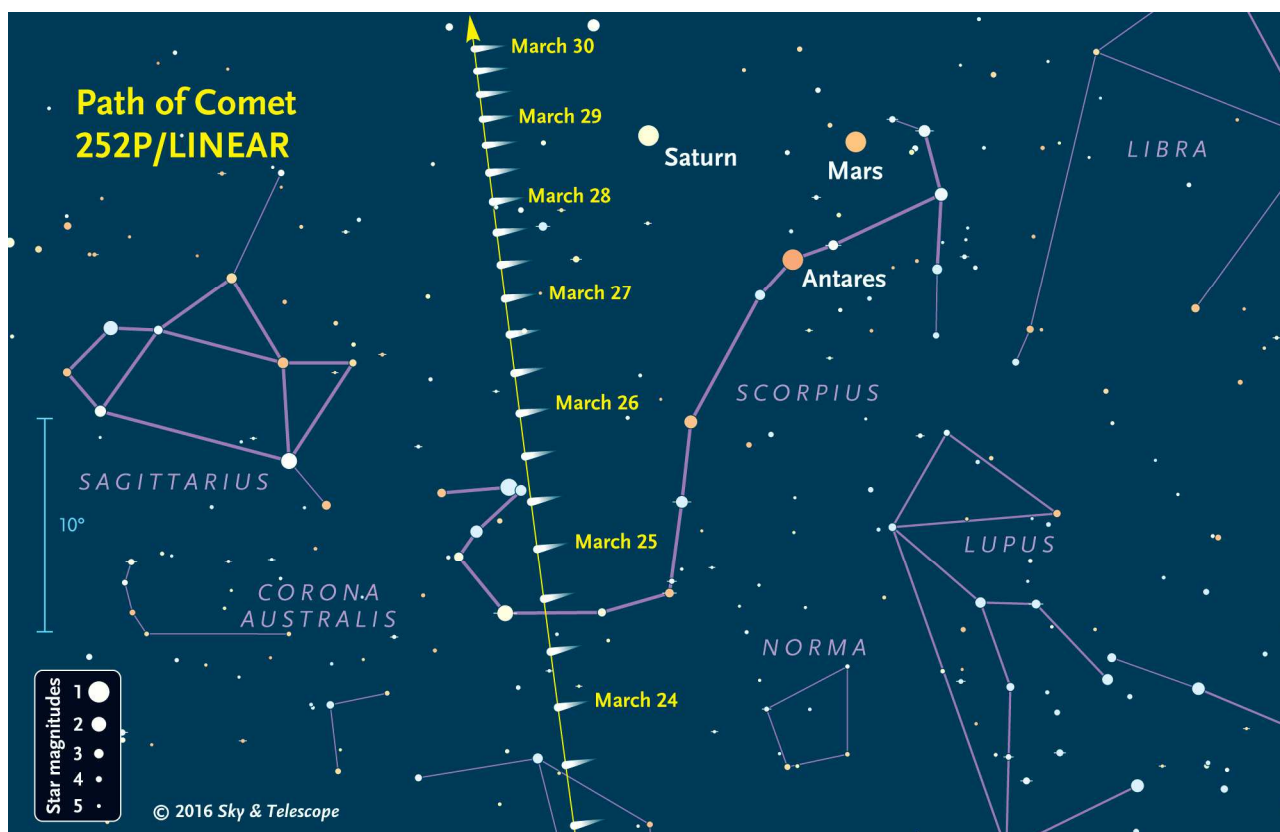 Path of Comet
252P/LINEAR
March 30
March 29
March 28
March 27
March 26
March 25
March 24
Saturn
Mars
Antares
LIBRA
SCORPIUS
SAGITTARIUS
10°
LUPUS
CORONA
AUSTRALIS
NORMA
Star magnitudes
1
2
3
4
5
© 2016 Sky & Telescope